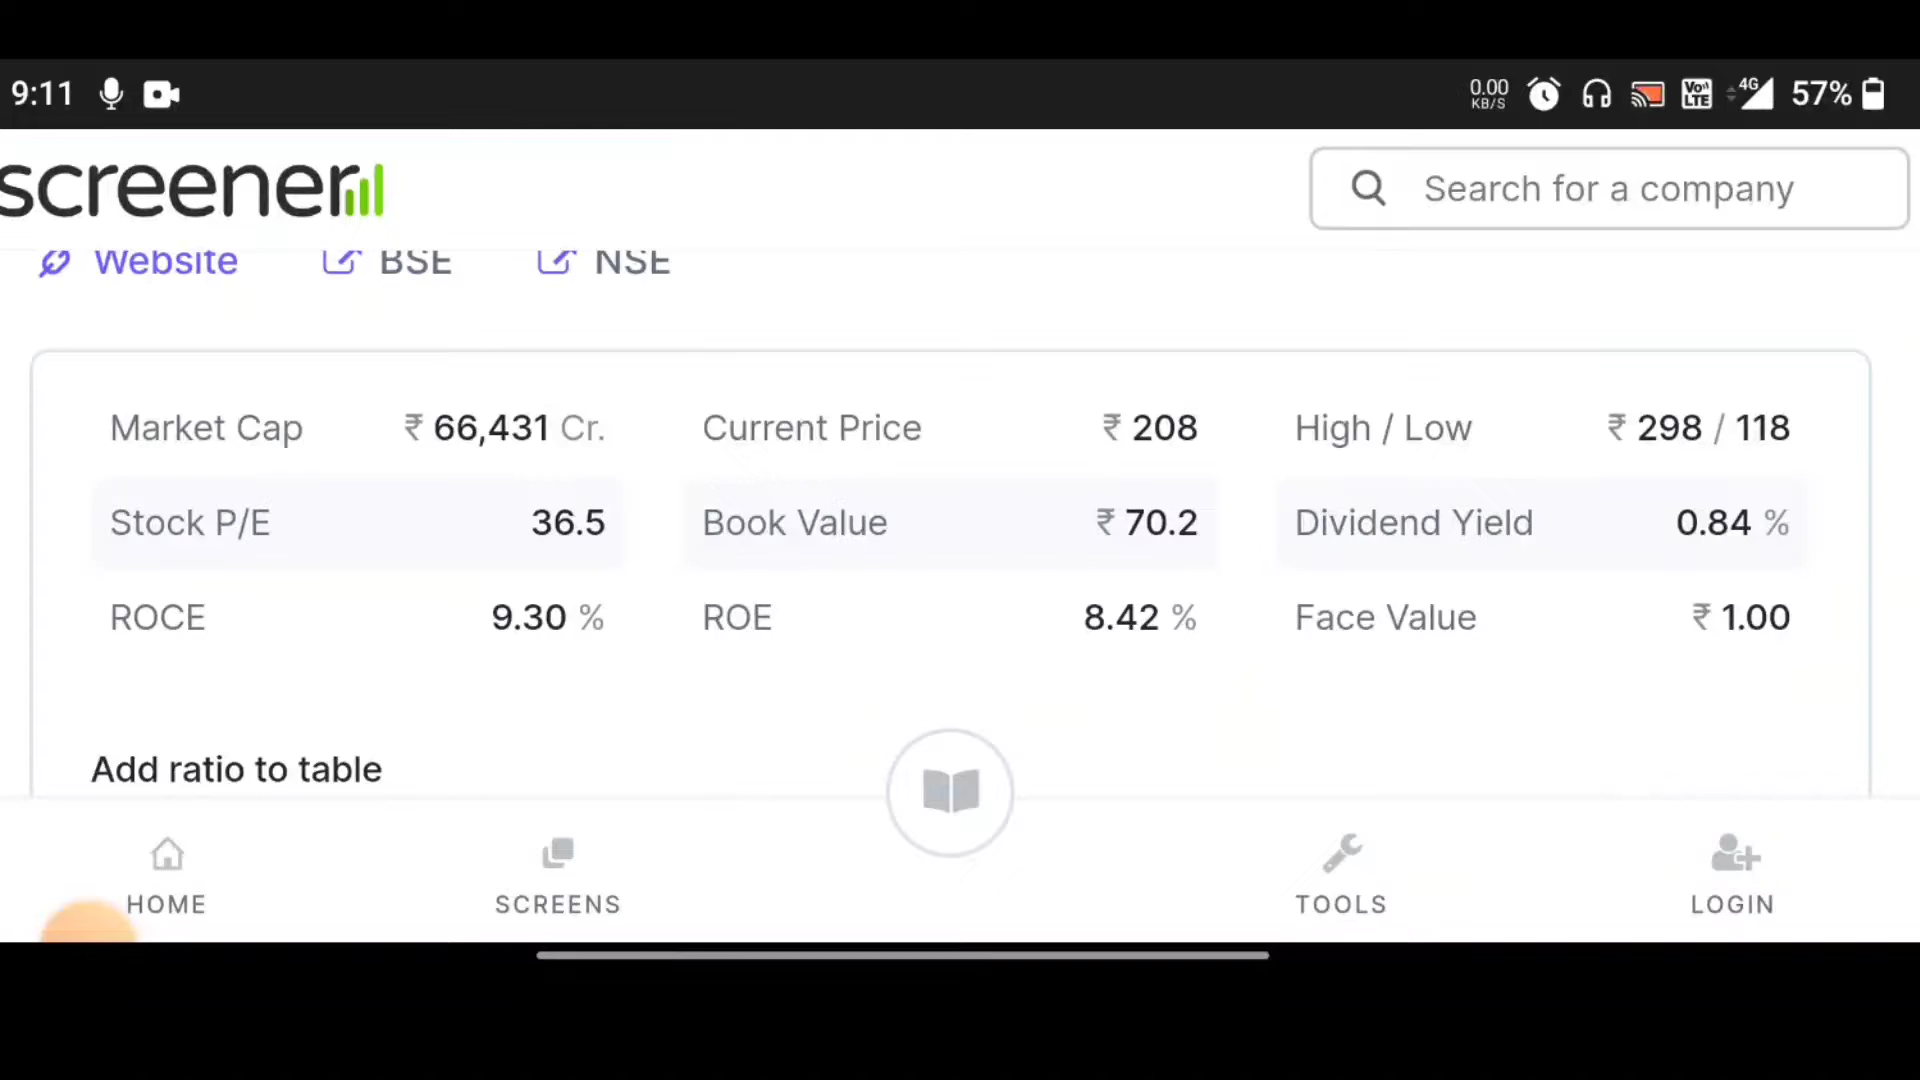 9:11 0.00 KB/S VoLTE 4G 57%
screener Search for a company
Website BSE NSE
Market Cap ₹ 66,431 Cr. Current Price ₹ 208 High / Low ₹ 298 / 118
Stock P/E 36.5 Book Value ₹ 70.2 Dividend Yield 0.84 %
ROCE 9.30 % ROE 8.42 % Face Value ₹ 1.00
Add ratio to table
HOME SCREENS TOOLS LOGIN